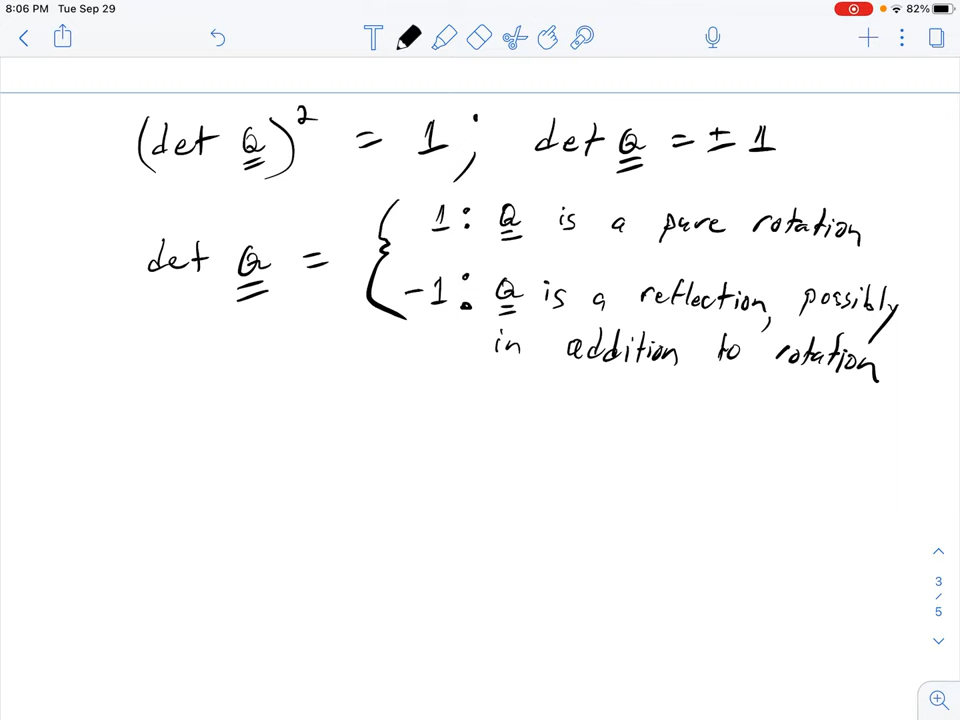 8:06 PM Tue Sep 29 82%
(det Q)² = 1 ; det Q = ± 1
det Q = {
1 : Q is a pure rotation
-1 : Q is a reflection, possibly
in addition to rotation
3
/
5